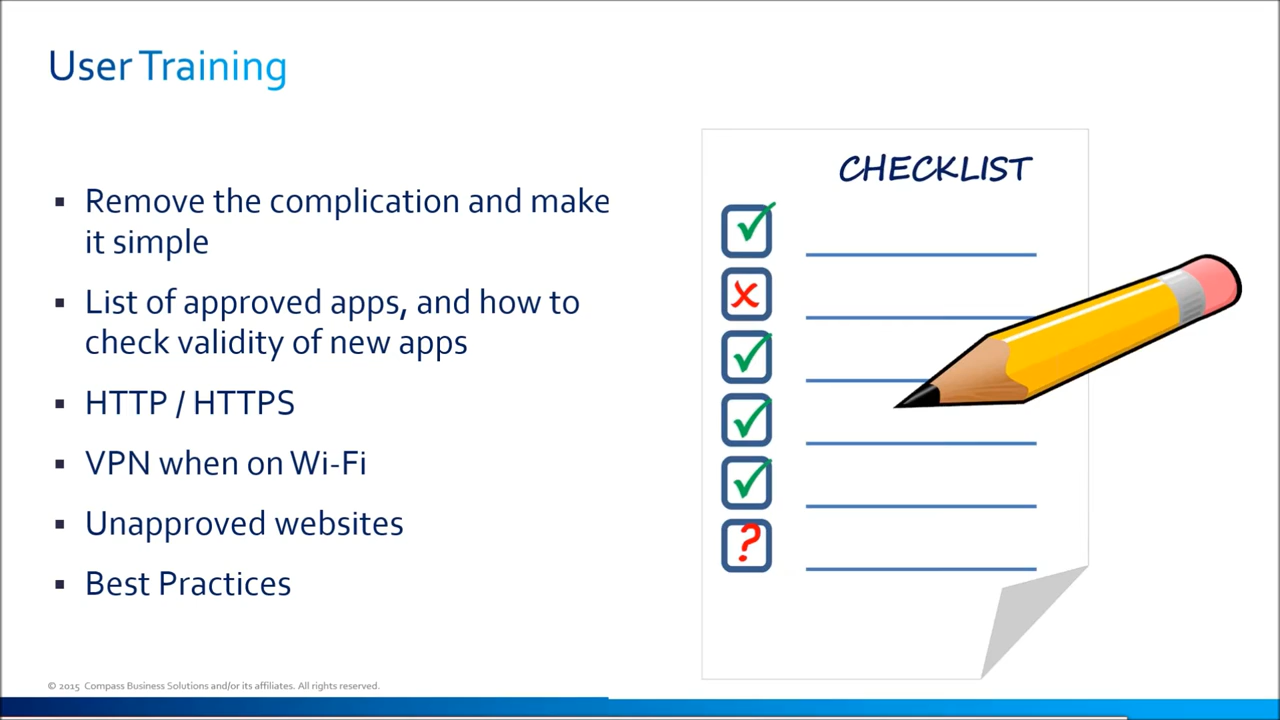 User Training
▪ Remove the complication and make
it simple
▪ List of approved apps, and how to
check validity of new apps
▪ HTTP / HTTPS
▪ VPN when on Wi-Fi
▪ Unapproved websites
▪ Best Practices
CHECKLIST
?
© 2015 Compass Business Solutions and/or its affiliates. All rights reserved.